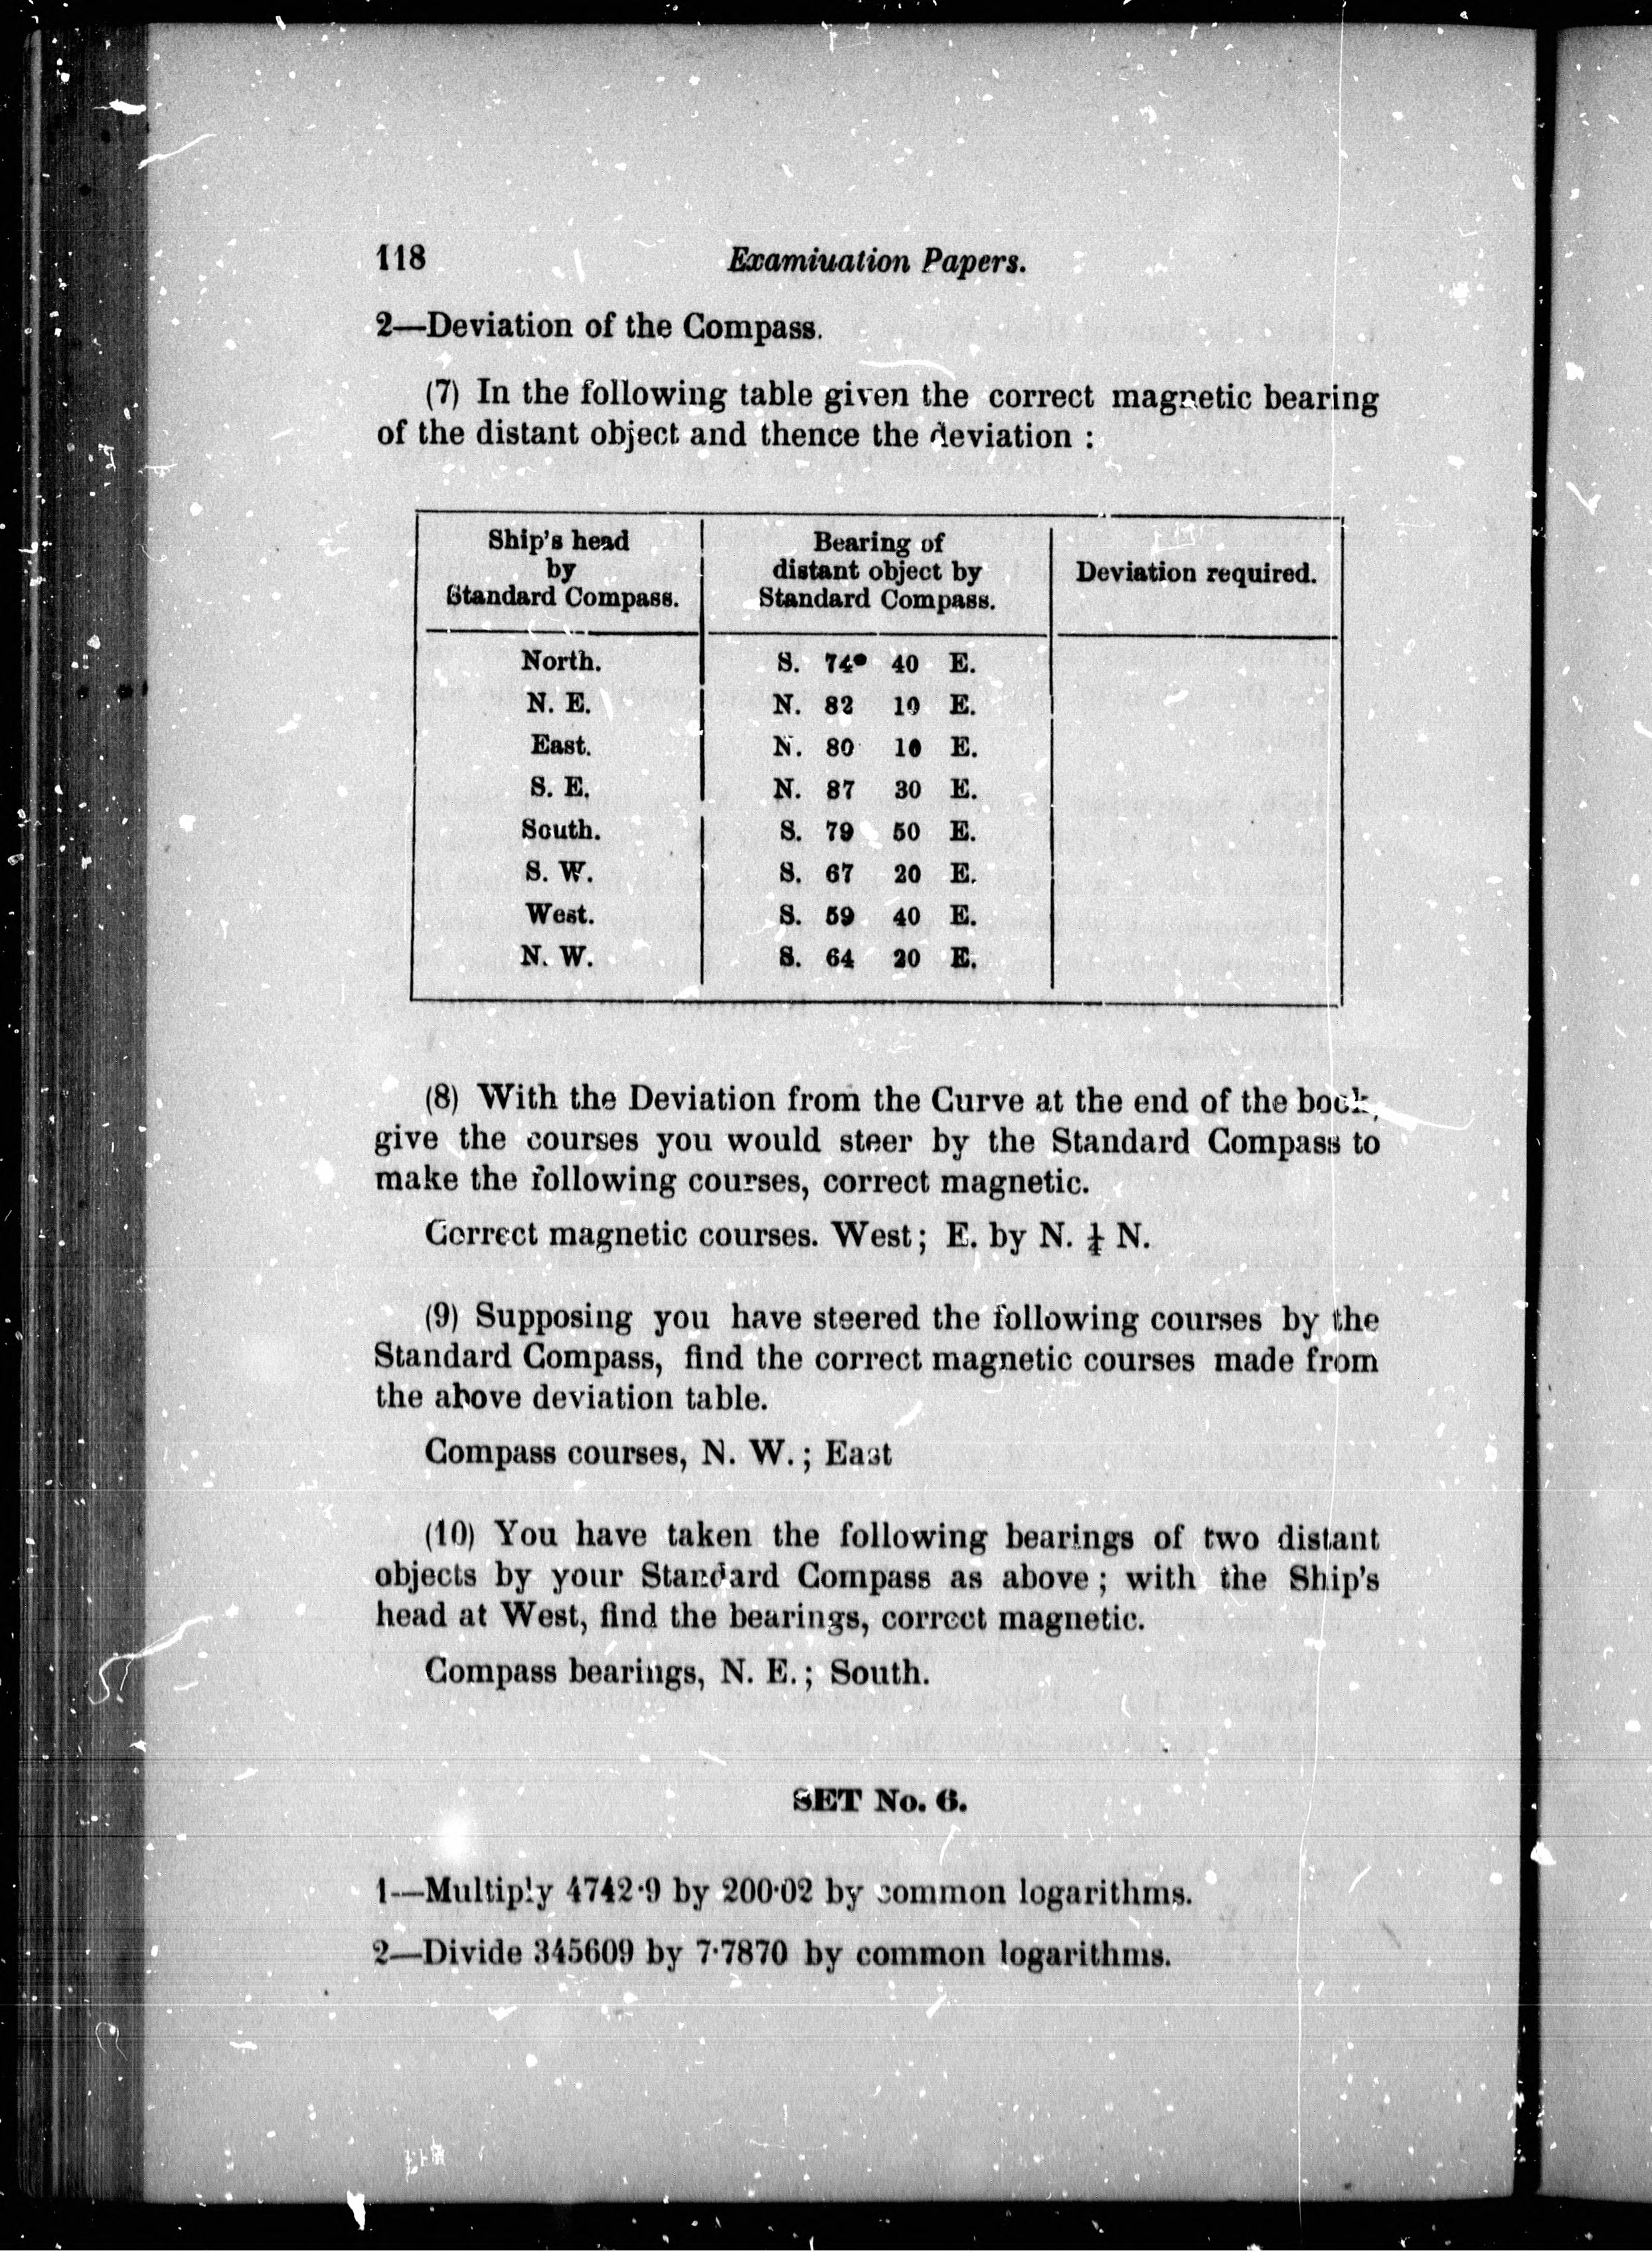 118 Examiuation Papers.
2—Deviation of the Compass.
(7) In the following table given the correct magnetic bearing
of the distant object and thence the deviation :
Ship's head
by
Standard Compass.
Bearing of
distant object by
Standard Compass.
Deviation required.
North. S. 74° 40 E.
N. E. N. 82 10 E.
East. N. 80 10 E.
S. E. N. 87 30 E.
South. S. 79 50 E.
S. W. S. 67 20 E.
West. S. 59 40 E.
N. W. S. 64 20 E.
(8) With the Deviation from the Curve at the end of the book,
give the courses you would steer by the Standard Compass to
make the following courses, correct magnetic.
Correct magnetic courses. West; E. by N. ¼ N.
(9) Supposing you have steered the following courses by the
Standard Compass, find the correct magnetic courses made from
the above deviation table.
Compass courses, N. W.; East
(10) You have taken the following bearings of two distant
objects by your Standard Compass as above; with the Ship's
head at West, find the bearings, correct magnetic.
Compass bearings, N. E.; South.
SET No. 6.
1—Multiply 4742·9 by 200·02 by common logarithms.
2—Divide 345609 by 7·7870 by common logarithms.